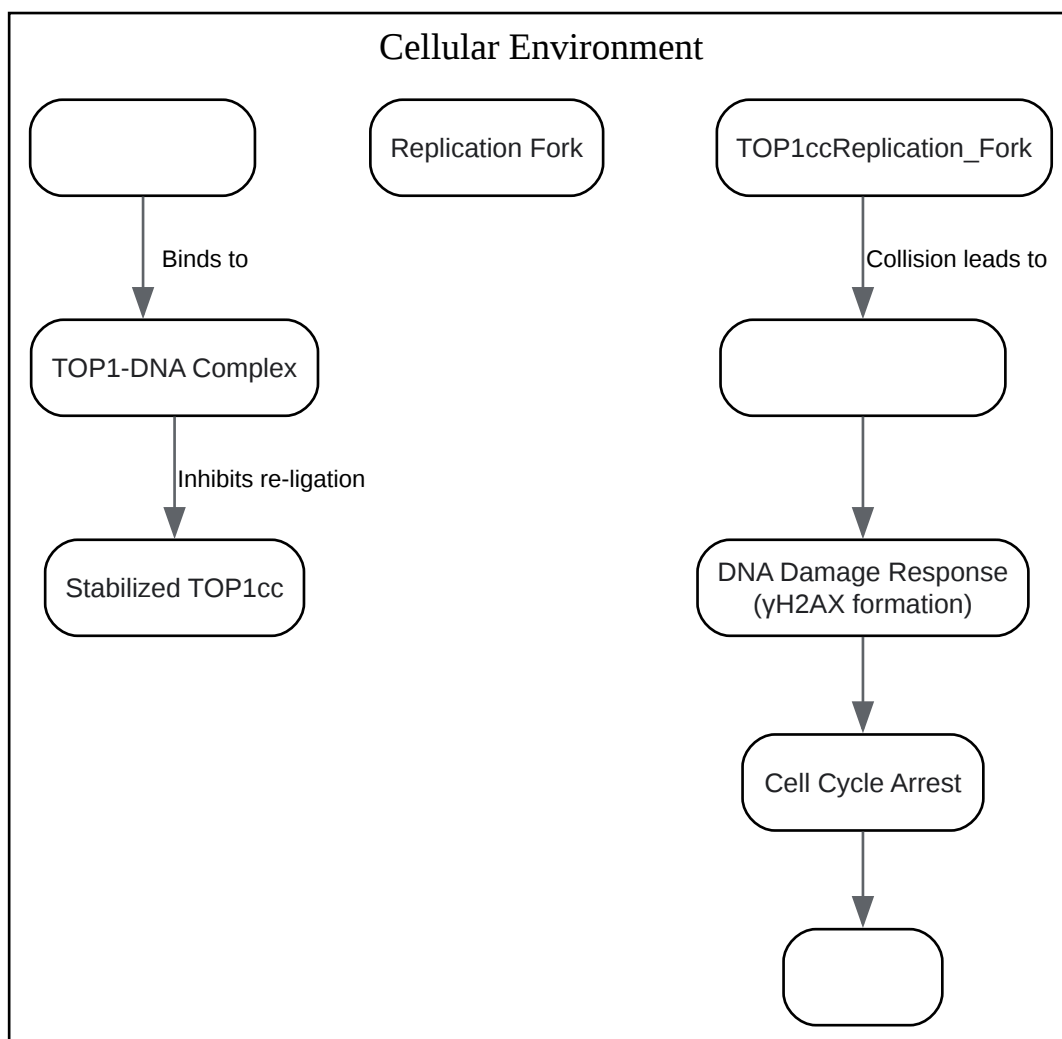 Cellular Environment
Replication Fork
TOP1ccReplication_Fork
Binds to
Collision leads to
TOP1-DNA Complex
Inhibits re-ligation
Stabilized TOP1cc
DNA Damage Response
(γH2AX formation)
Cell Cycle Arrest